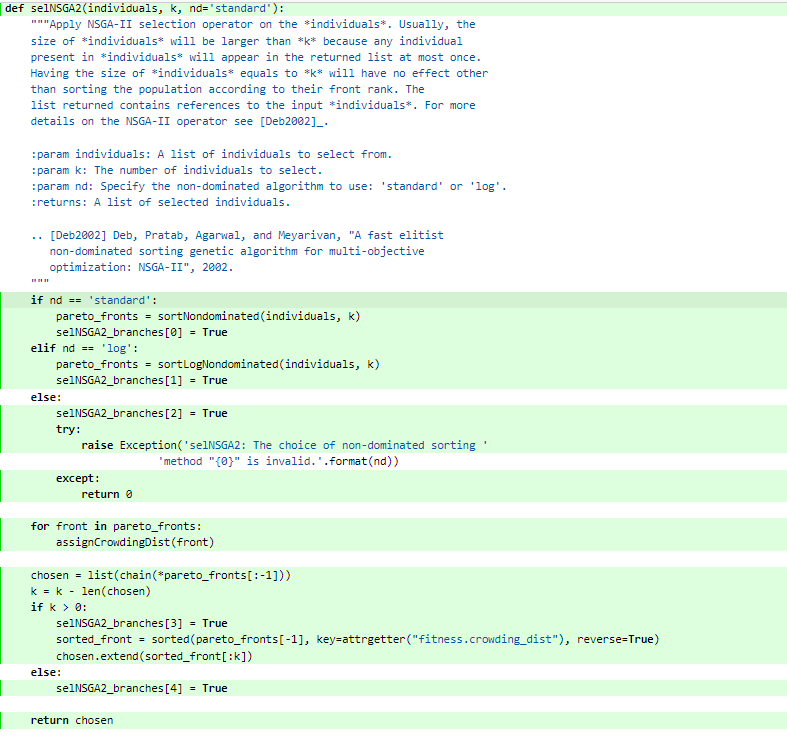 def selNSGA2(individuals, k, nd='standard'):
    """Apply NSGA-II selection operator on the *individuals*. Usually, the
    size of *individuals* will be larger than *k* because any individual
    present in *individuals* will appear in the returned list at most once.
    Having the size of *individuals* equals to *k* will have no effect other
    than sorting the population according to their front rank. The
    list returned contains references to the input *individuals*. For more
    details on the NSGA-II operator see [Deb2002]_.

    :param individuals: A list of individuals to select from.
    :param k: The number of individuals to select.
    :param nd: Specify the non-dominated algorithm to use: 'standard' or 'log'.
    :returns: A list of selected individuals.

    .. [Deb2002] Deb, Pratab, Agarwal, and Meyarivan, "A fast elitist
       non-dominated sorting genetic algorithm for multi-objective
       optimization: NSGA-II", 2002.
    """
    if nd == 'standard':
        pareto_fronts = sortNondominated(individuals, k)
        selNSGA2_branches[0] = True
    elif nd == 'log':
        pareto_fronts = sortLogNondominated(individuals, k)
        selNSGA2_branches[1] = True
    else:
        selNSGA2_branches[2] = True
        try:
            raise Exception('selNSGA2: The choice of non-dominated sorting '
                        'method "{0}" is invalid.'.format(nd))
        except:
            return 0

    for front in pareto_fronts:
        assignCrowdingDist(front)

    chosen = list(chain(*pareto_fronts[:-1]))
    k = k - len(chosen)
    if k > 0:
        selNSGA2_branches[3] = True
        sorted_front = sorted(pareto_fronts[-1], key=attrgetter("fitness.crowding_dist"), reverse=True)
        chosen.extend(sorted_front[:k])
    else:
        selNSGA2_branches[4] = True

    return chosen